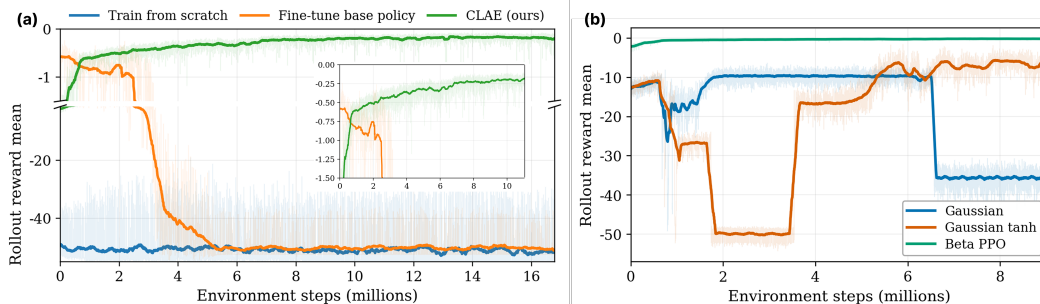 (a)
Train from scratch
Fine-tune base policy
CLAE (ours)
Rollout reward mean
0
-1
-20
-40
0.00
-0.25
-0.50
-0.75
-1.00
-1.25
-1.50
0 2 4 6 8 10
0 2 4 6 8 10 12 14 16
Environment steps (millions)
(b)
Rollout reward mean
0
-10
-20
-30
-40
-50
Gaussian
Gaussian tanh
Beta PPO
0 2 4 6 8
Environment steps (millions)